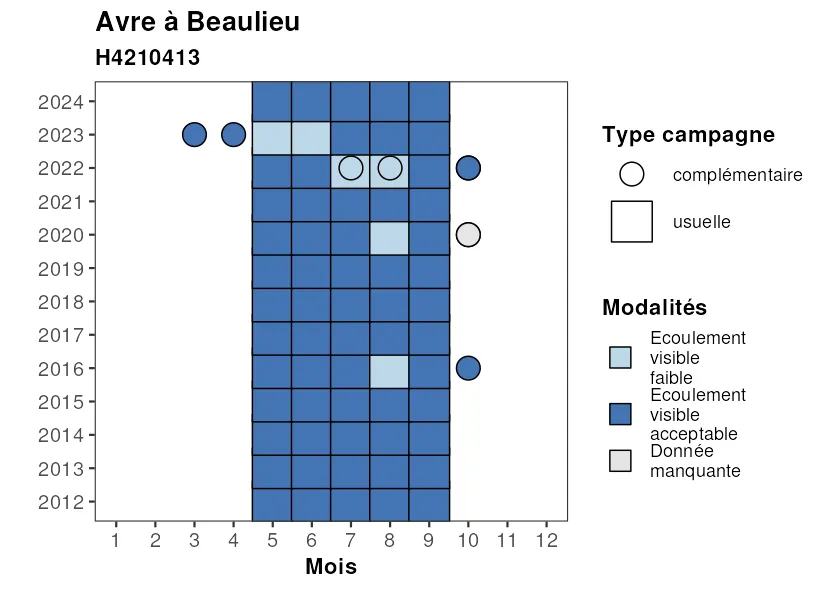 Avre à Beaulieu
H4210413
2024
2023
2022
2021
2020
2019
2018
2017
2016
2015
2014
2013
2012
1 2 3 4 5 6 7 8 9 10 11 12
Mois
Type campagne
complémentaire
usuelle
Modalités
Ecoulement
visible
faible
Ecoulement
visible
acceptable
Donnée
manquante